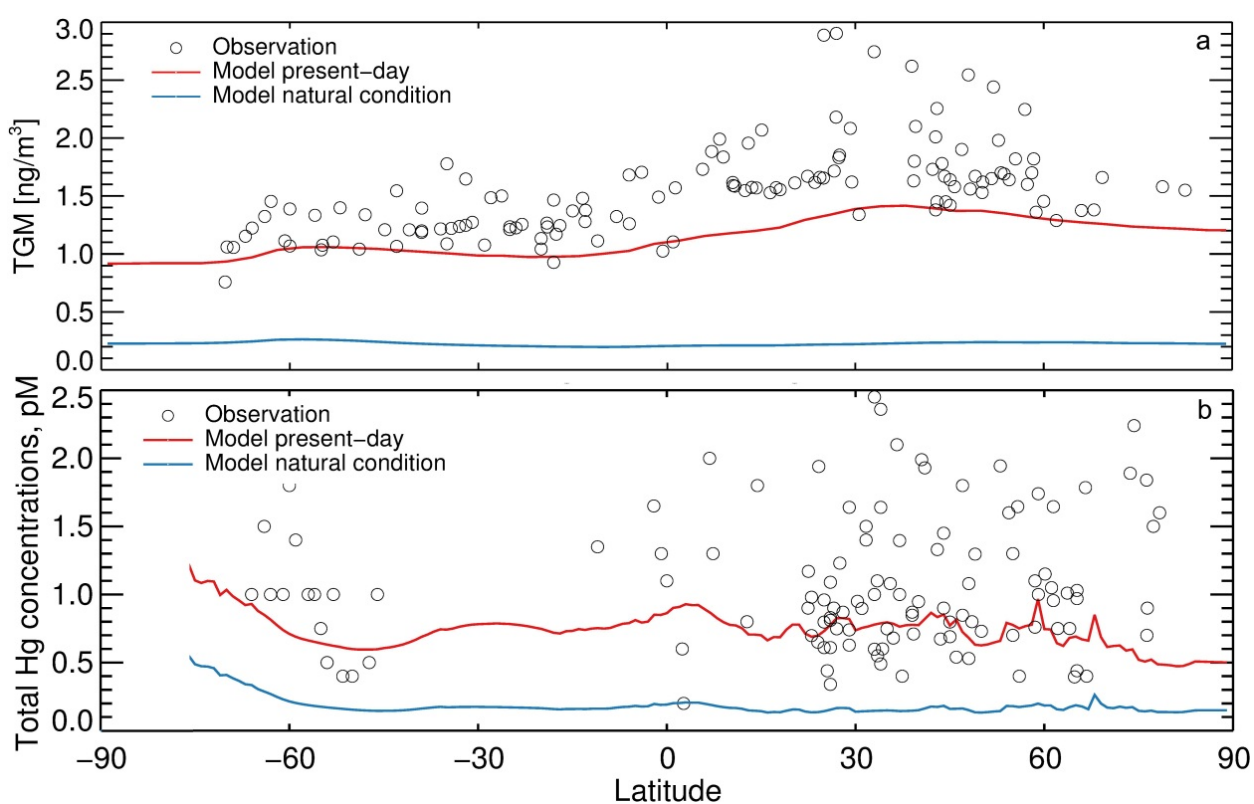 3.0
2.5
2.0
1.5
1.0
0.5
0.0
TGM [ng/m³]
Observation
Model present−day
Model natural condition
a
2.5
2.0
1.5
1.0
0.5
0.0
Total Hg concentrations, pM
Observation
Model present−day
Model natural condition
b
−90 −60 −30 0 30 60 90
Latitude